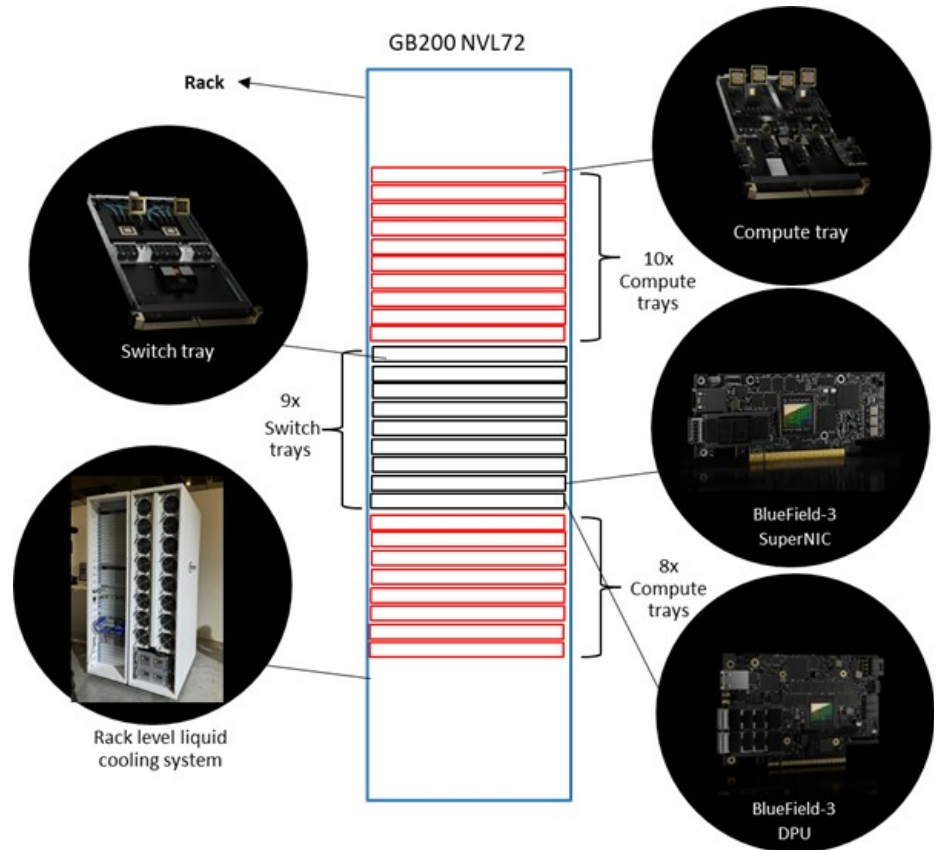 GB200 NVL72
Rack
Compute tray
Switch tray
10x
Compute
trays
9x
Switch
trays
BlueField-3
SuperNIC
8x
Compute
trays
Rack level liquid
cooling system
BlueField-3
DPU